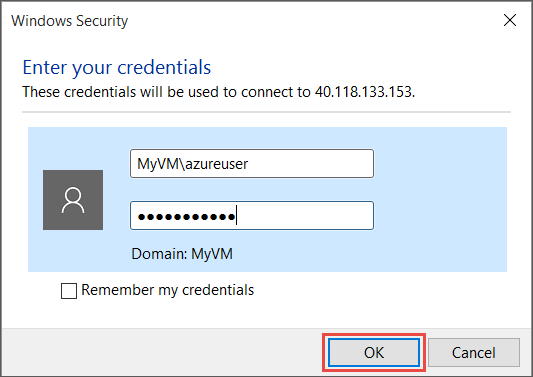 Windows Security
Enter your credentials
These credentials will be used to connect to 40.118.133.153.
MyVM\azureuser
●●●●●●●●●●●
Domain: MyVM
Remember my credentials
OK
Cancel